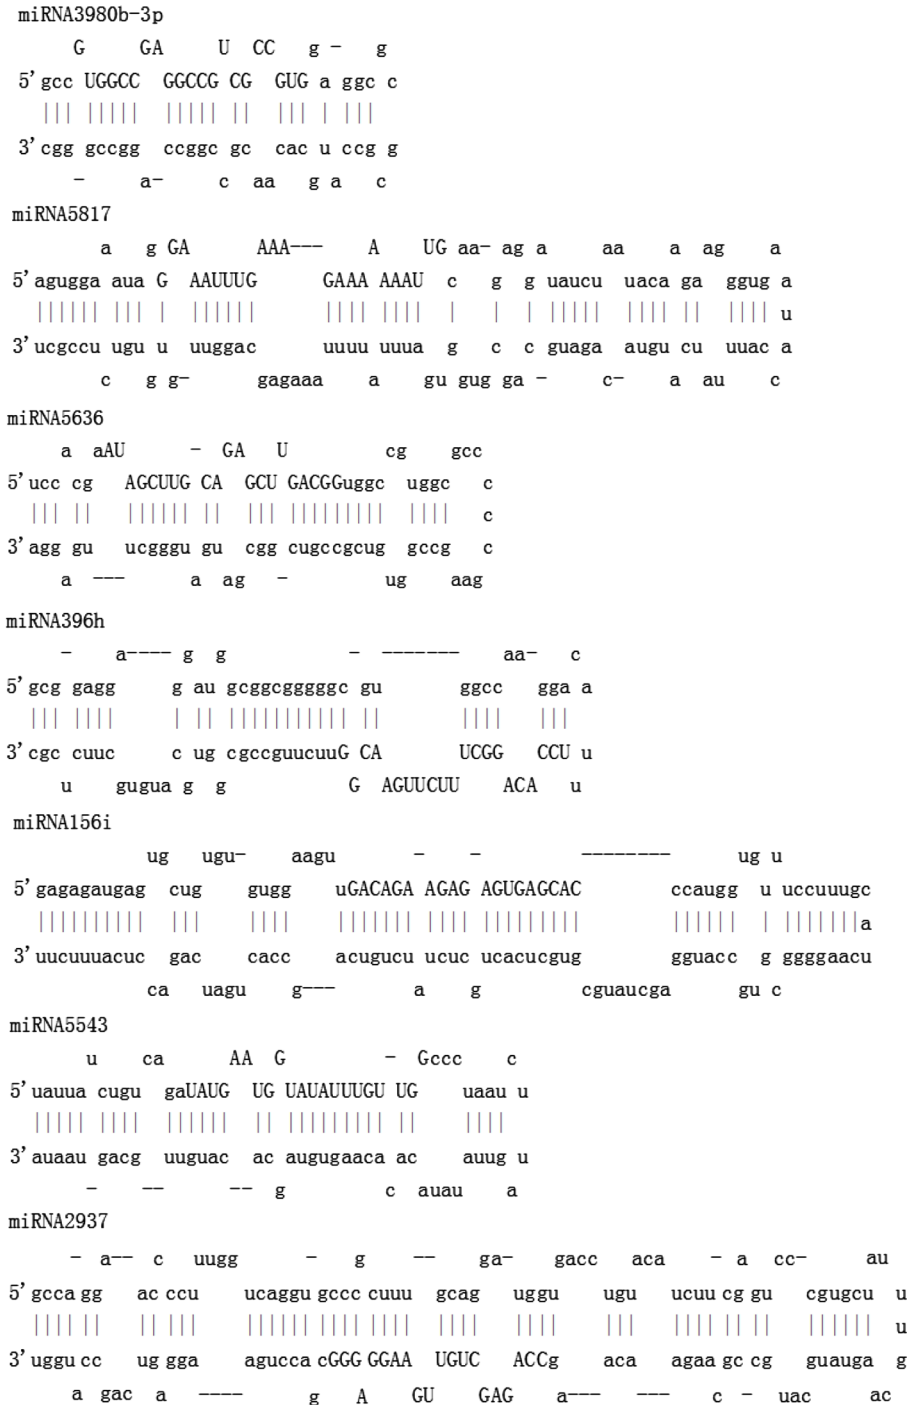 miRNA3980b-3p
G GA U CC g - g
5' gcc UGGCC GGCCG CG GUG a ggc c
||| ||||| ||||| || ||| | |||
3' cgg gccgg ccggc gc cac u ccg g
- a- c aa g a c
miRNA5817
a g GA AAA--- A UG aa- ag a aa a ag a
5' agugga aua G AAUUUG GAAA AAAU c g g uaucu uaca ga ggug a
|||||| ||| | |||||| |||| |||| | | | ||||| |||| || |||| u
3' ucgccu ugu u uuggac uuuu uuua g c c guaga augu cu uuac a
c g g- gagaaa a gu gug ga - c- a au c
miRNA5636
a aAU - GA U cg gcc
5' ucc cg AGCUUG CA GCU GACGGuggc uggc c
||| || |||||| || ||| ||||||||| |||| c
3' agg gu ucgggu gu cgg cugccgcug gccg c
a --- a ag - ug aag
miRNA396h
- a---- g g - ------- aa- c
5' gcg gagg g au gcggcgggggc gu ggcc gga a
||| |||| | || ||||||||||| || |||| |||
3' cgc cuuc c ug cgccguucuuG CA UCGG CCU u
u gugua g g G AGUUCUU ACA u
miRNA156i
ug ugu- aagu - - -------- ug u
5' gagagaugag cug gugg uGACAGA AGAG AGUGAGCAC ccaugg u uccuuugc
|||||||||| ||| |||| ||||||| |||| ||||||||| |||||| | |||||||a
3' uucuuuacuc gac cacc acugucu ucuc ucacucgug gguacc g ggggaacu
ca uagu g--- a g cguaucga gu c
miRNA5543
u ca AA G - Gccc c
5' uauua cugu gaUAUG UG UAUAUUUGU UG uaau u
||||| |||| |||||| || ||||||||| || ||||
3' auaau gacg uuguac ac augugaaca ac auug u
- -- -- g c auau a
miRNA2937
- a-- c uugg - g -- ga- gacc aca - a cc- au
5' gcca gg ac ccu ucaggu gccc cuuu gcag uggu ugu ucuu cg gu cgugcu u
|||| || || ||| |||||| |||| |||| |||| |||| ||| |||| || || |||||| u
3' uggu cc ug gga agucca cGGG GGAA UGUC ACCg aca agaa gc cg guauga g
a gac a ---- g A GU GAG a--- --- c - uac ac